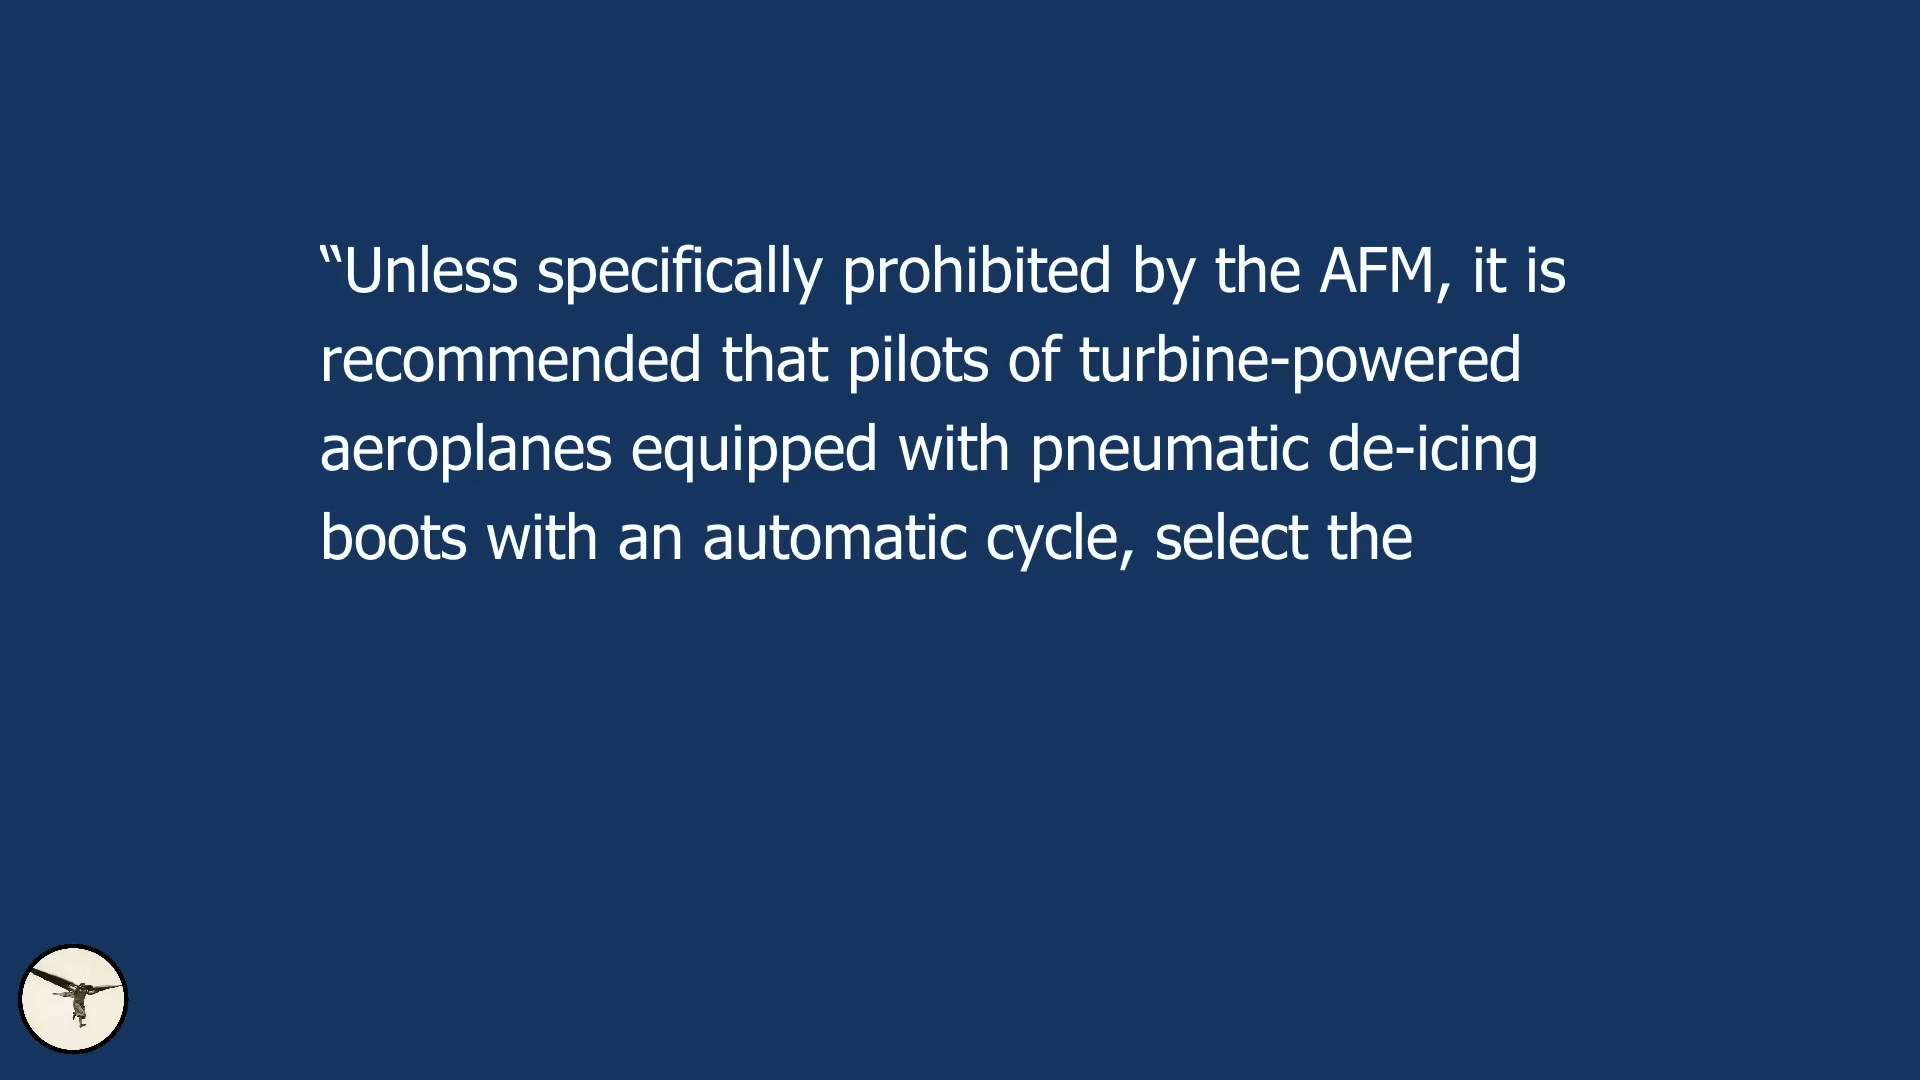 “Unless specifically prohibited by the AFM, it is
recommended that pilots of turbine-powered
aeroplanes equipped with pneumatic de-icing
boots with an automatic cycle, select the